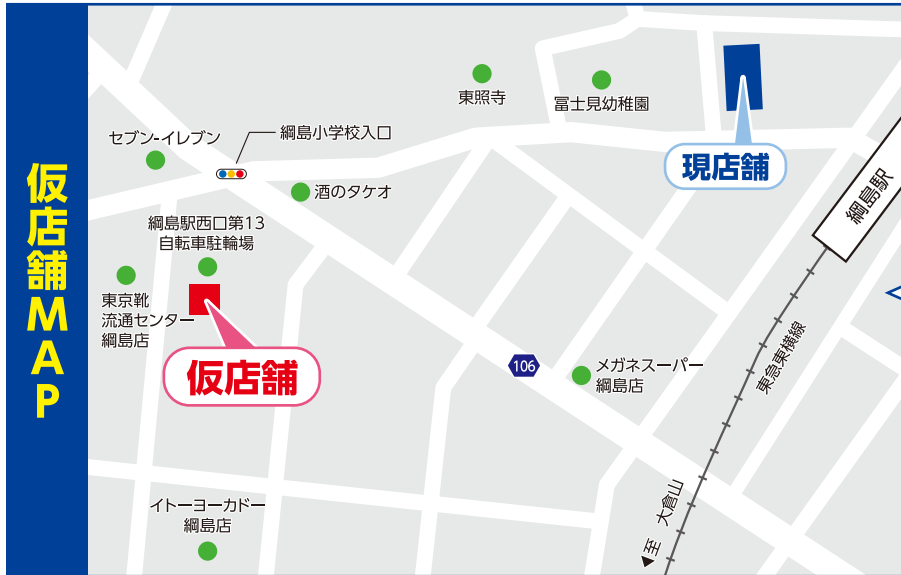 仮店舗MAP
東照寺
冨士見幼稚園
セブン-イレブン
綱島小学校入口
現店舗
酒のタケオ
綱島駅
綱島駅西口第13
自転車駐輪場
東京靴
流通センター
綱島店
仮店舗
106
メガネスーパー
綱島店
東急東横線
イトーヨーカドー
綱島店
◀至 大倉山